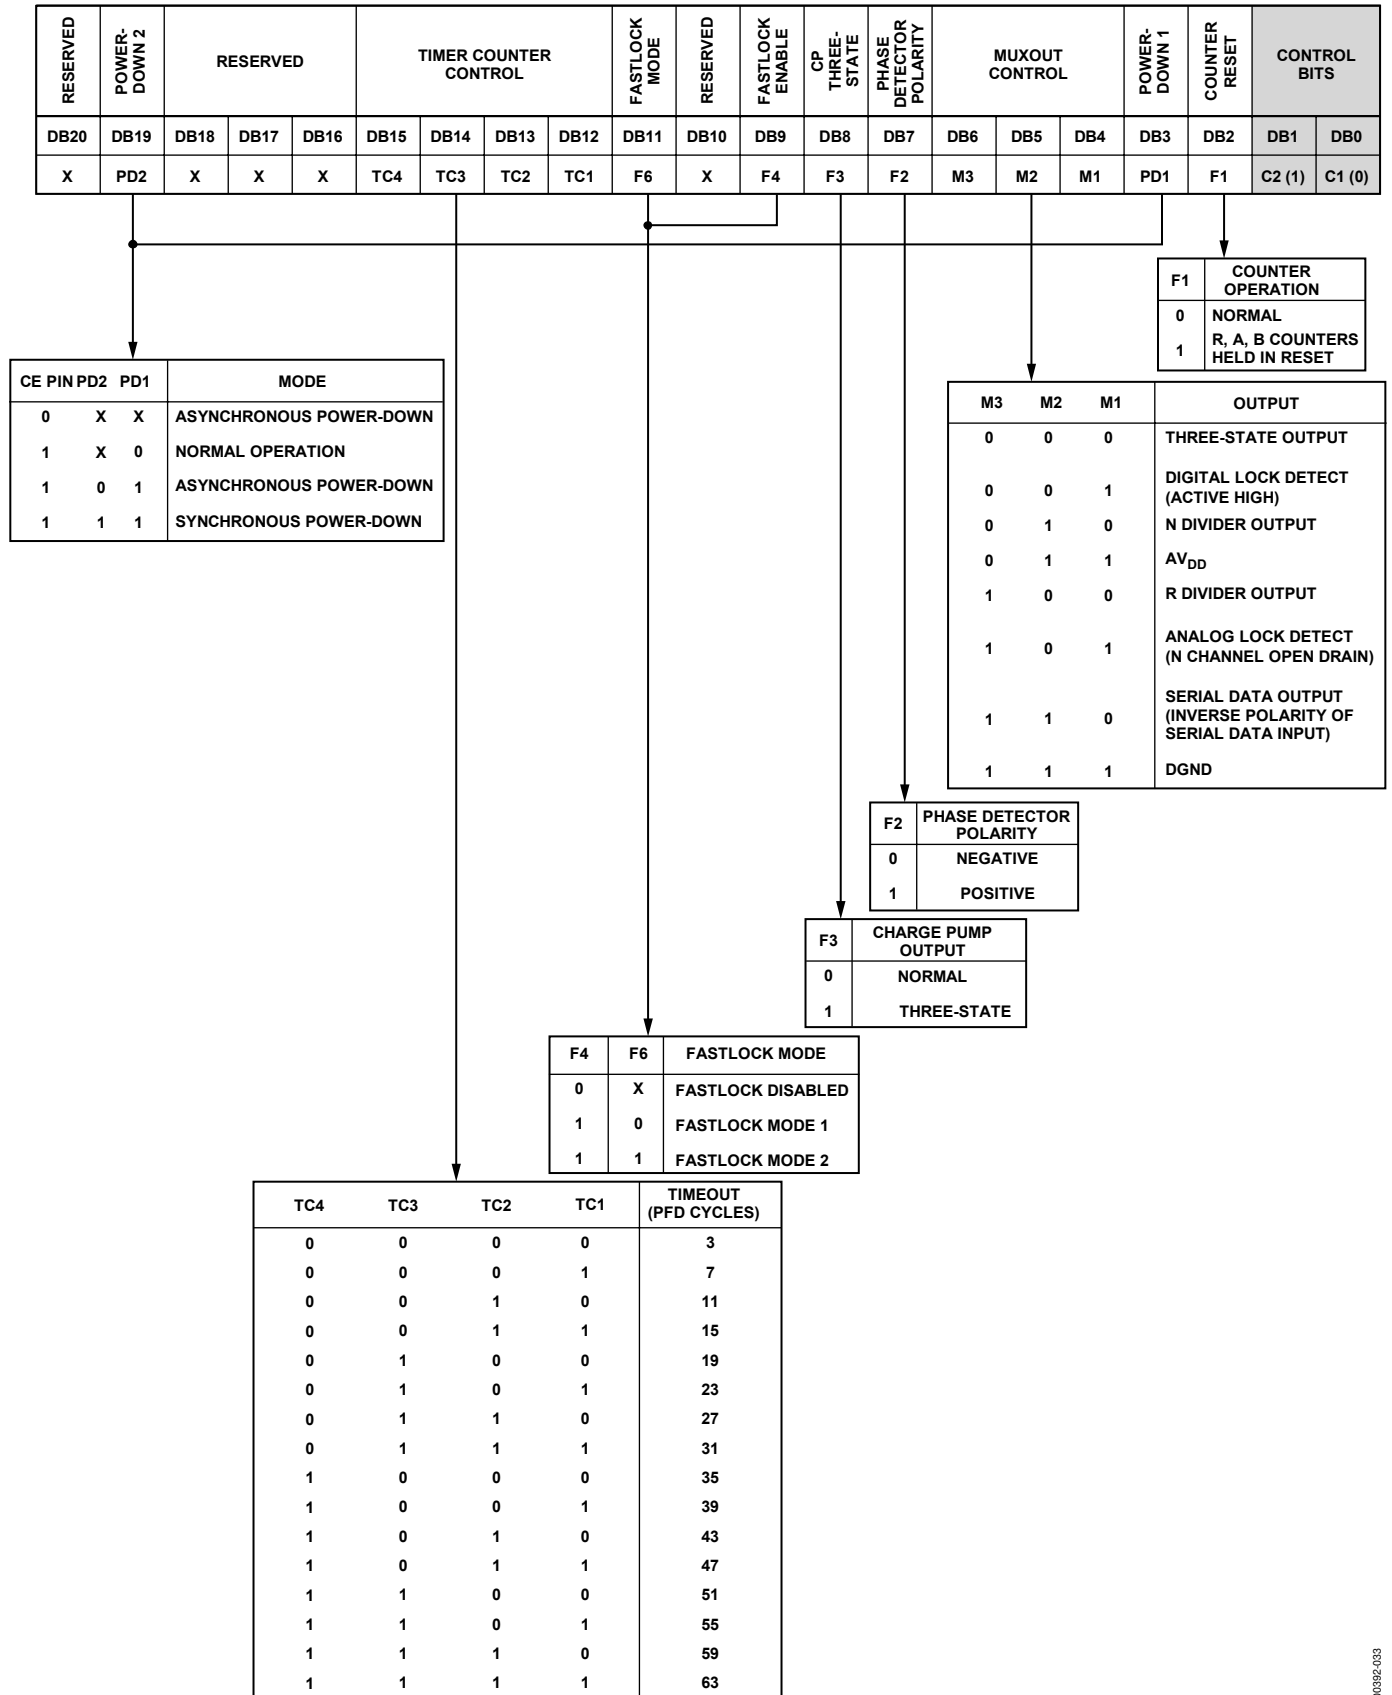 RESERVED
POWER-
DOWN 2
RESERVED
TIMER COUNTER
CONTROL
FASTLOCK
MODE
RESERVED
FASTLOCK
ENABLE
CP
THREE-
STATE
PHASE
DETECTOR
POLARITY
MUXOUT
CONTROL
POWER-
DOWN 1
COUNTER
RESET
CONTROL
BITS
DB20 DB19 DB18 DB17 DB16 DB15 DB14 DB13 DB12 DB11 DB10 DB9 DB8 DB7 DB6 DB5 DB4 DB3 DB2 DB1 DB0
X PD2 X X X TC4 TC3 TC2 TC1 F6 X F4 F3 F2 M3 M2 M1 PD1 F1 C2 (1) C1 (0)
F1 COUNTER
OPERATION
0 NORMAL
1 R, A, B COUNTERS
HELD IN RESET
CE PIN PD2 PD1 MODE
0 X X ASYNCHRONOUS POWER-DOWN
1 X 0 NORMAL OPERATION
1 0 1 ASYNCHRONOUS POWER-DOWN
1 1 1 SYNCHRONOUS POWER-DOWN
M3 M2 M1 OUTPUT
0 0 0 THREE-STATE OUTPUT
0 0 1 DIGITAL LOCK DETECT
(ACTIVE HIGH)
0 1 0 N DIVIDER OUTPUT
0 1 1 AVDD
1 0 0 R DIVIDER OUTPUT
1 0 1 ANALOG LOCK DETECT
(N CHANNEL OPEN DRAIN)
1 1 0 SERIAL DATA OUTPUT
(INVERSE POLARITY OF
SERIAL DATA INPUT)
1 1 1 DGND
F2 PHASE DETECTOR
POLARITY
0 NEGATIVE
1 POSITIVE
F3 CHARGE PUMP
OUTPUT
0 NORMAL
1 THREE-STATE
F4 F6 FASTLOCK MODE
0 X FASTLOCK DISABLED
1 0 FASTLOCK MODE 1
1 1 FASTLOCK MODE 2
TC4 TC3 TC2 TC1 TIMEOUT
(PFD CYCLES)
0 0 0 0 3
0 0 0 1 7
0 0 1 0 11
0 0 1 1 15
0 1 0 0 19
0 1 0 1 23
0 1 1 0 27
0 1 1 1 31
1 0 0 0 35
1 0 0 1 39
1 0 1 0 43
1 0 1 1 47
1 1 0 0 51
1 1 0 1 55
1 1 1 0 59
1 1 1 1 63